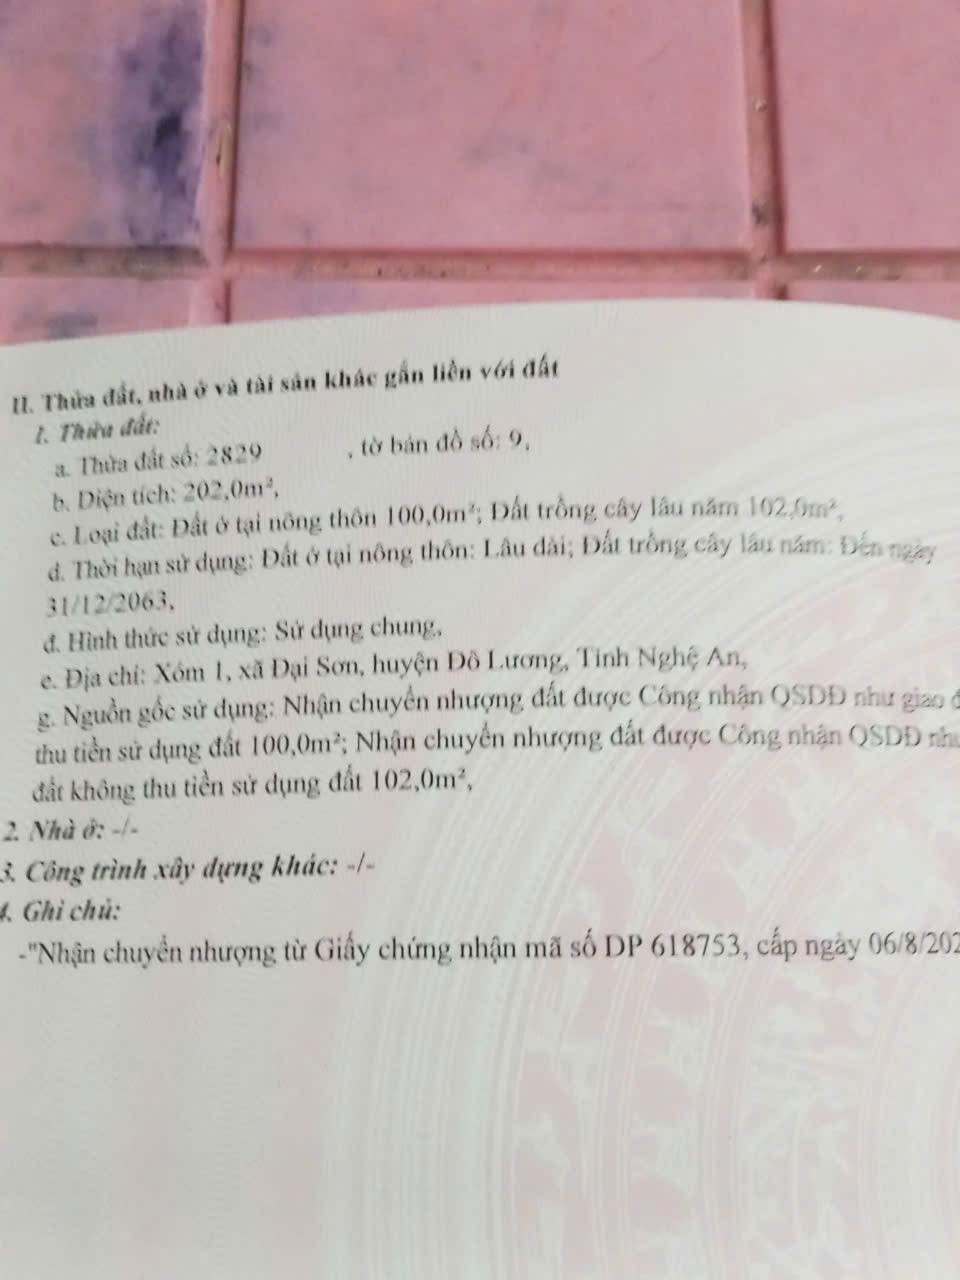 II. Thửa đất, nhà ở và tài sản khác gắn liền với đất
1. Thửa đất:
a. Thửa đất số: 2829 , tờ bản đồ số: 9,
b. Diện tích: 202,0m²,
c. Loại đất: Đất ở tại nông thôn 100,0m²; Đất trồng cây lâu năm 102,0m²,
d. Thời hạn sử dụng: Đất ở tại nông thôn: Lâu dài; Đất trồng cây lâu năm: Đến ngày
31/12/2063,
đ. Hình thức sử dụng: Sử dụng chung,
e. Địa chỉ: Xóm 1, xã Đại Sơn, huyện Đô Lương, Tỉnh Nghệ An,
g. Nguồn gốc sử dụng: Nhận chuyển nhượng đất được Công nhận QSDĐ như giao
thu tiền sử dụng đất 100,0m²; Nhận chuyển nhượng đất được Công nhận QSDĐ
đất không thu tiền sử dụng đất 102,0m²,
2. Nhà ở: -/-
3. Công trình xây dựng khác: -/-
4. Ghi chú:
-"Nhận chuyển nhượng từ Giấy chứng nhận mã số DP 618753, cấp ngày 06/8/202